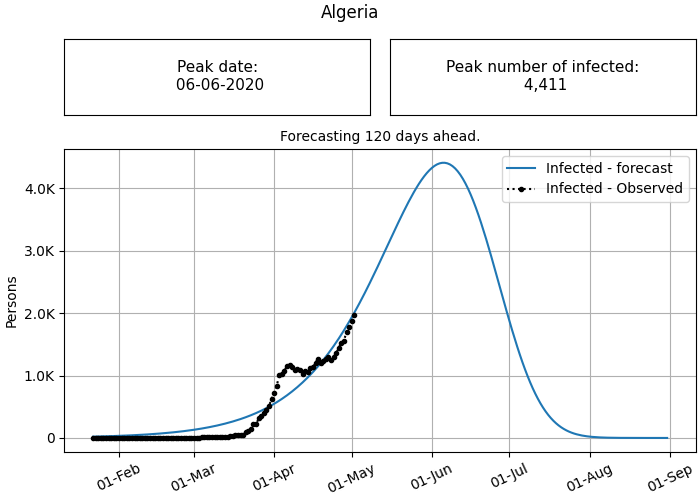 Algeria
Peak date:
06-06-2020
Peak number of infected:
4,411
Forecasting 120 days ahead.
Infected - forecast
Infected - Observed
4.0K
3.0K
2.0K
1.0K
0
Persons
01-Feb
01-Mar
01-Apr
01-May
01-Jun
01-Jul
01-Aug
01-Sep